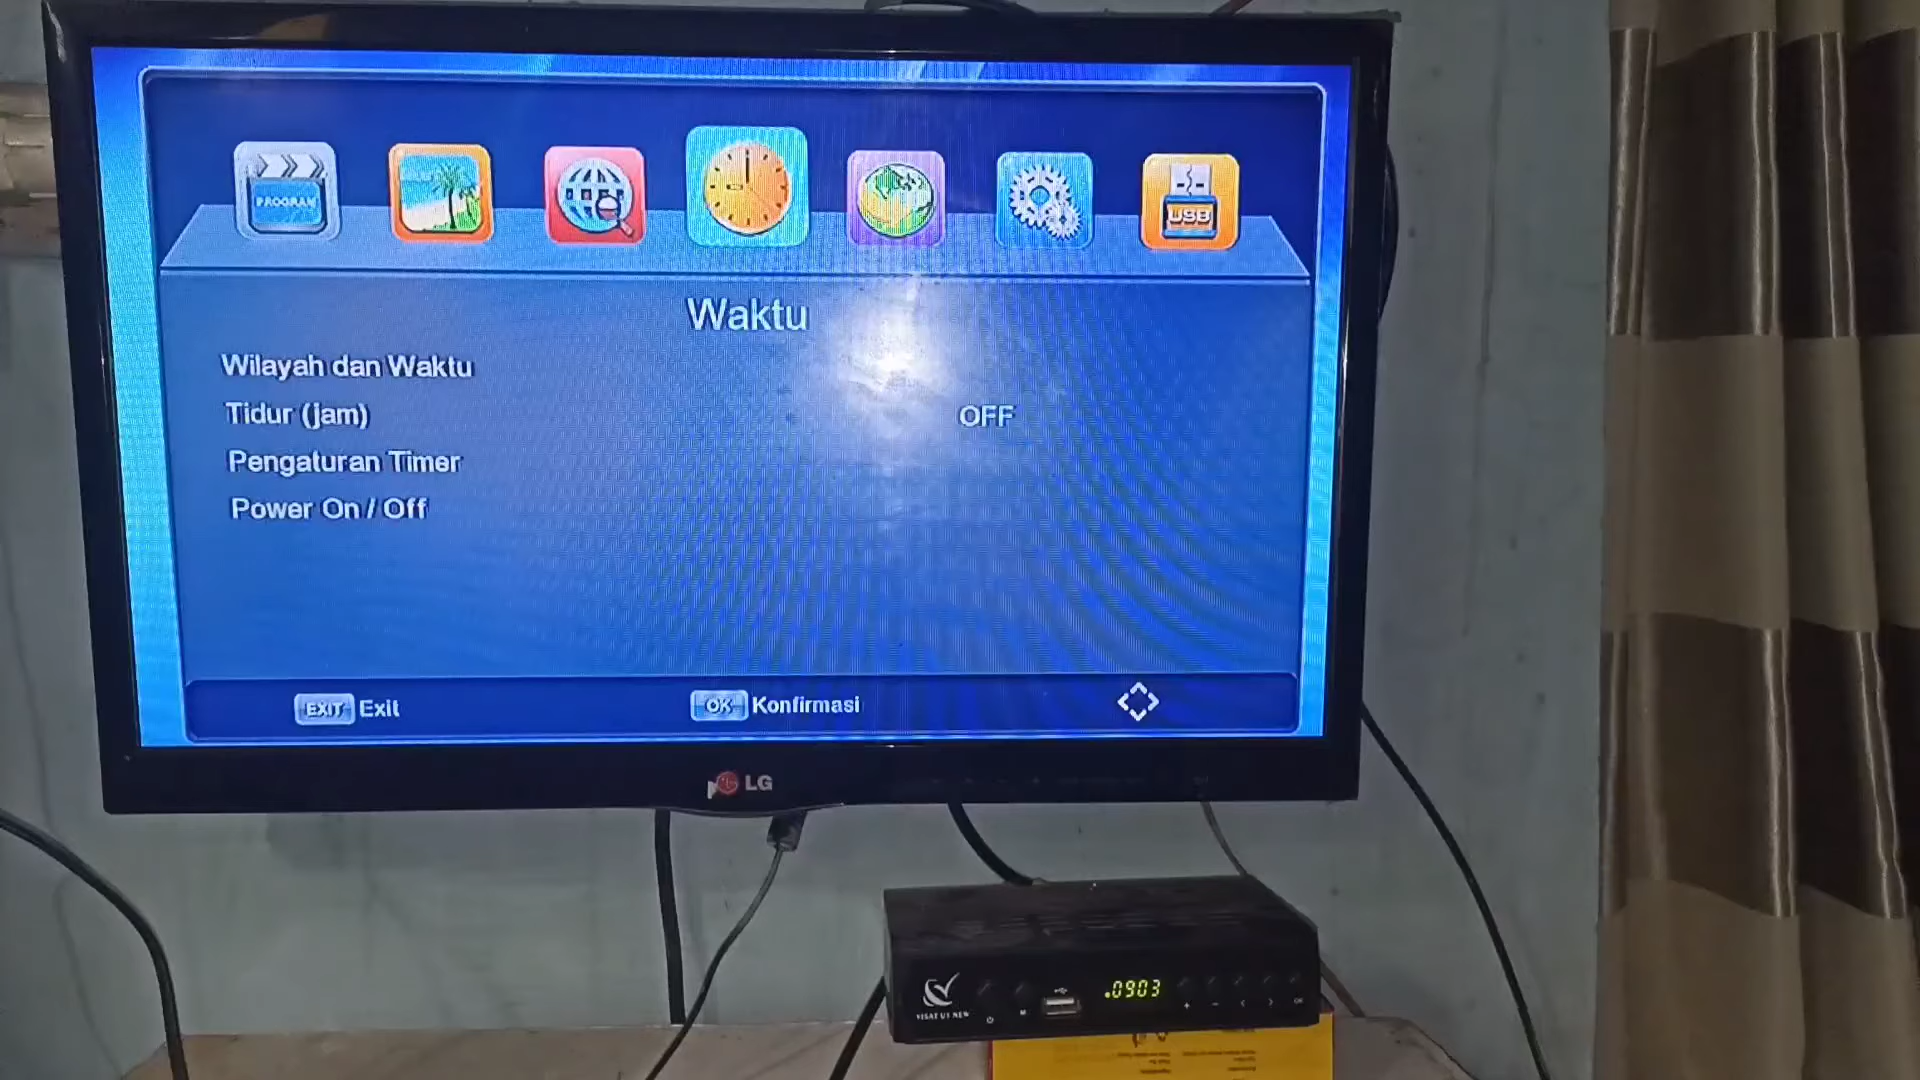 PROGRAM
USB
Waktu
Wilayah dan Waktu
Tidur (jam) OFF
Pengaturan Timer
Power On / Off
EXIT Exit OK Konfirmasi
LG
.0903